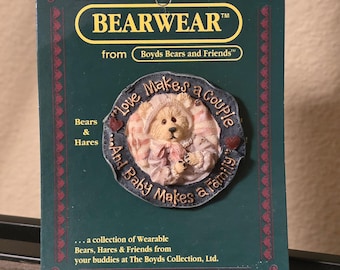 BEARWEAR™
from Boyds Bears and Friends™
Bears
&
Hares
"Love Makes a Couple
...And Baby Makes a Family"
. . . a collection of Wearable
Bears, Hares & Friends from
your buddies at The Boyds Collection, Ltd.